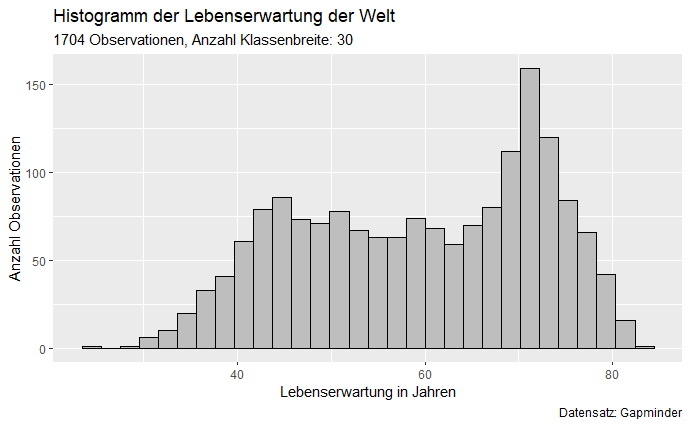 Histogramm der Lebenserwartung der Welt
1704 Observationen, Anzahl Klassenbreite: 30
150
100
50
0
Anzahl Observationen
40 60 80
Lebenserwartung in Jahren
Datensatz: Gapminder